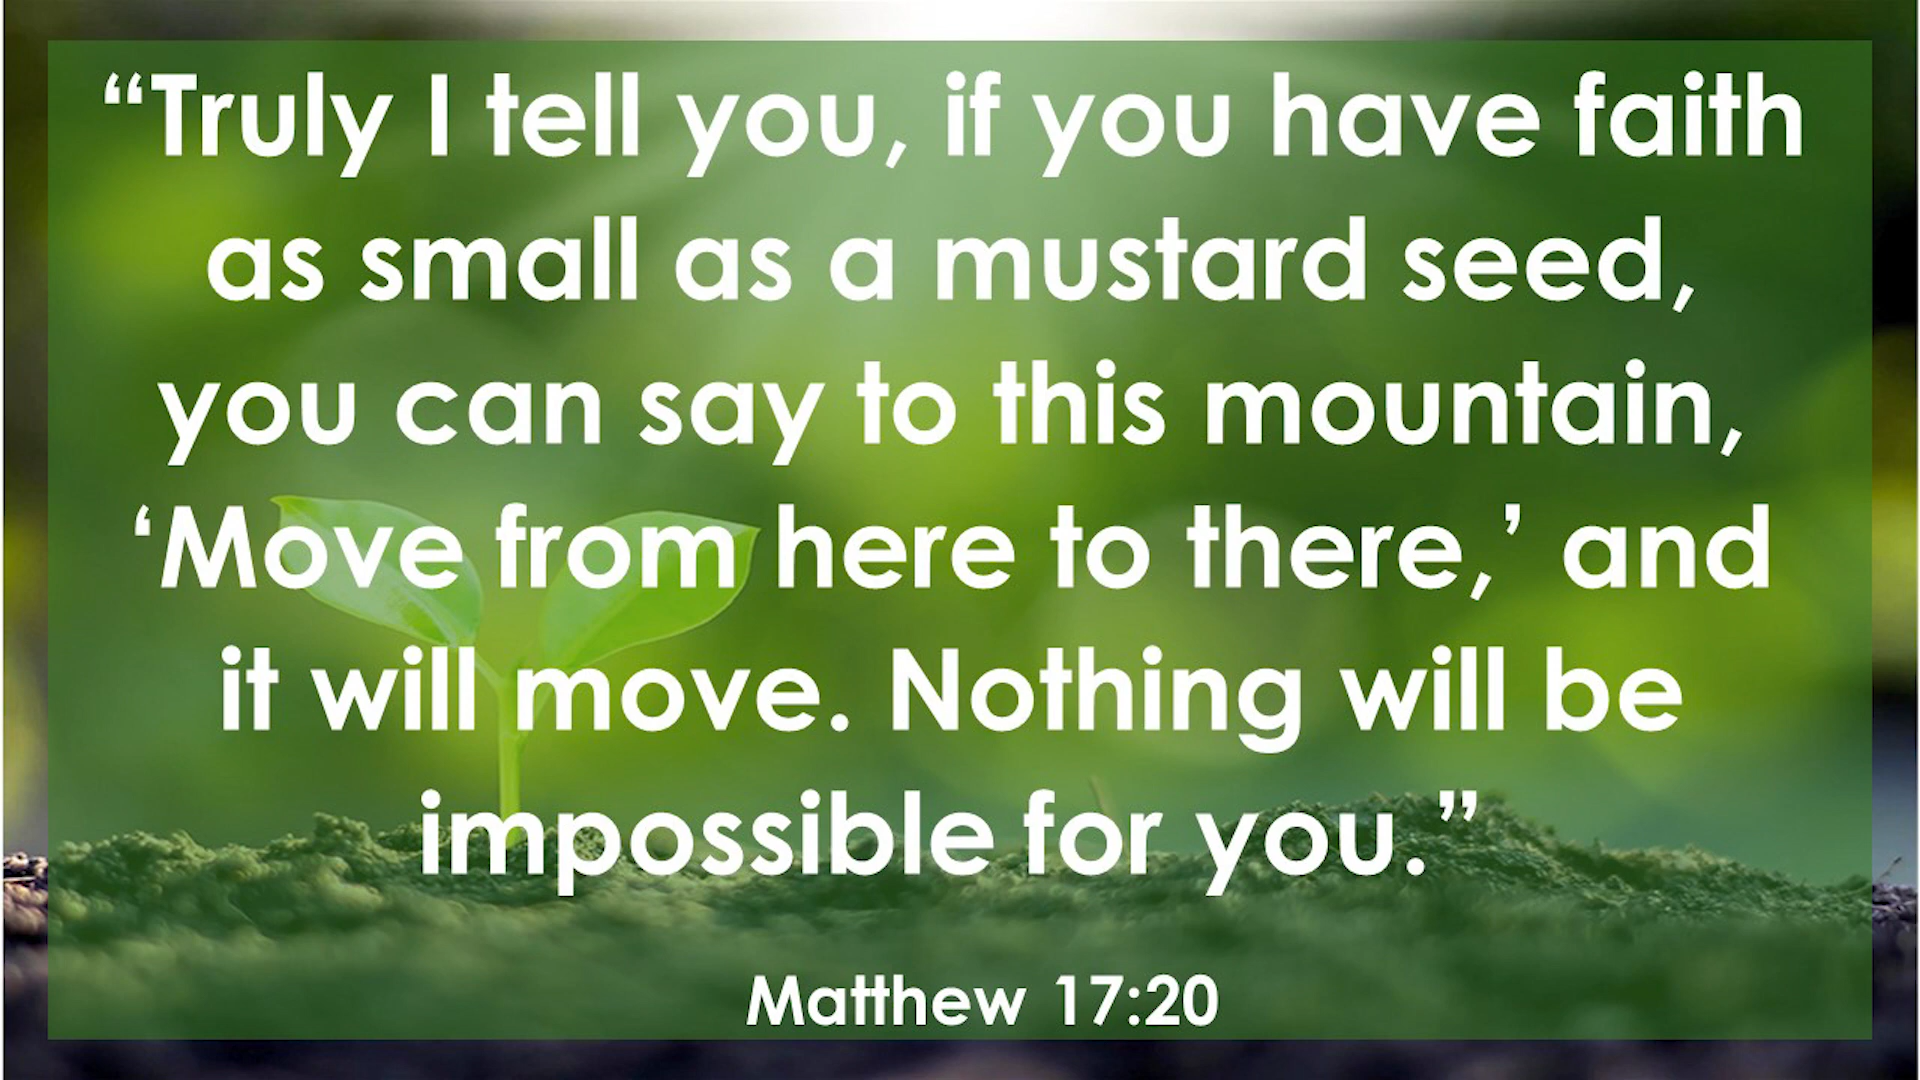 “Truly I tell you, if you have faith
as small as a mustard seed,
you can say to this mountain,
‘Move from here to there,’ and
it will move. Nothing will be
impossible for you.”
Matthew 17:20